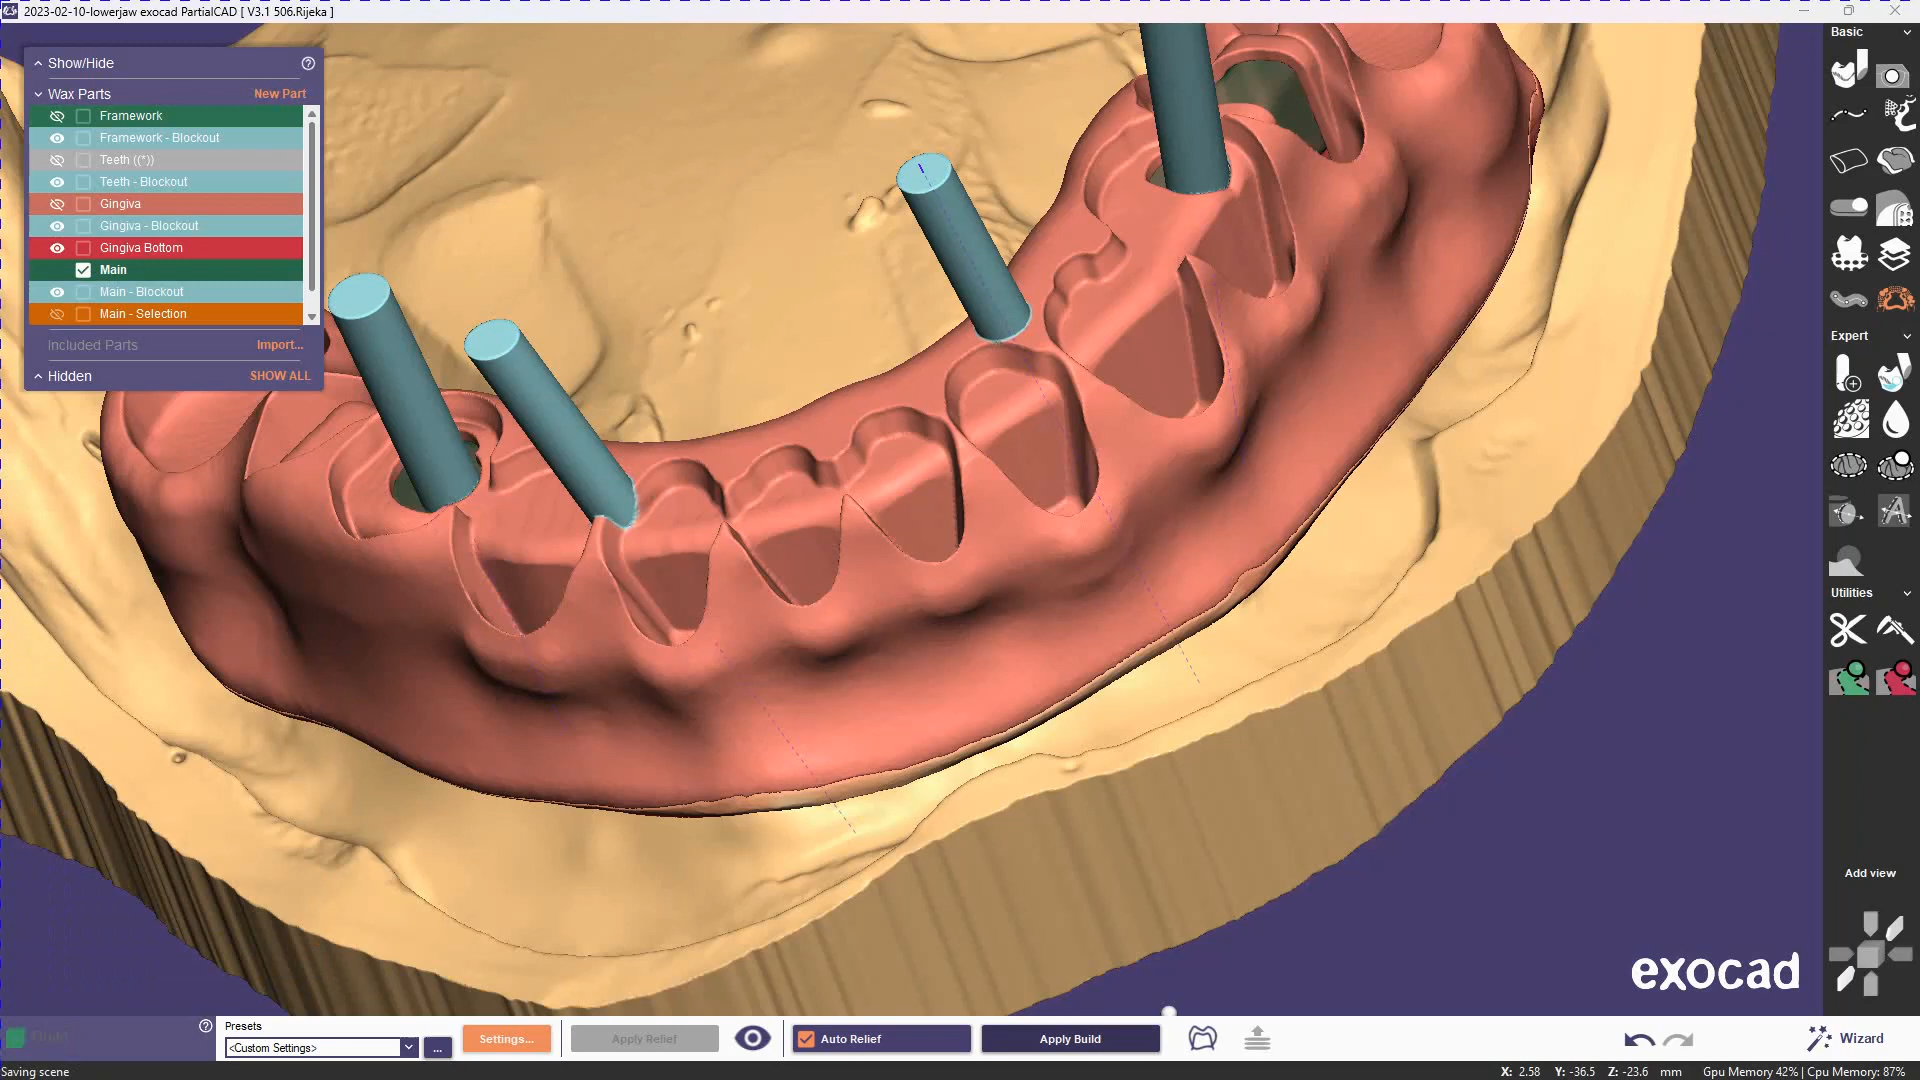 2023-02-10-lowerjaw exocad PartialCAD [ V3.1 506.Rijeka ]
Show/Hide
Wax Parts
New Part
Framework
Framework - Blockout
Teeth ((*))
Teeth - Blockout
Gingiva
Gingiva - Blockout
Gingiva Bottom
Main
Main - Blockout
Main - Selection
Included Parts
Import...
Hidden
SHOW ALL
Basic
Expert
Utilities
Add view
exocad
Presets
<Custom Settings>
...
Settings...
Apply Relief
Auto Relief
Apply Build
Wizard
Saving scene
X: 2.58 Y: -36.5 Z: -23.6 mm
Gpu Memory 42% | Cpu Memory: 87%